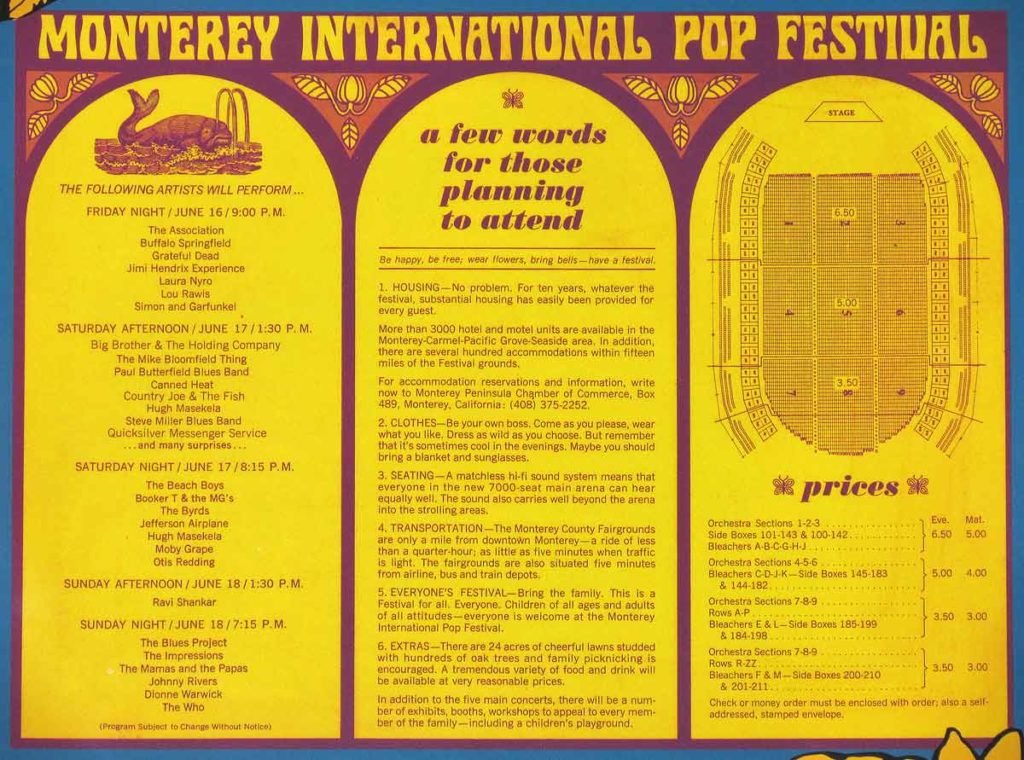 MONTEREY INTERNATIONAL POP FESTIVAL
THE FOLLOWING ARTISTS WILL PERFORM...
FRIDAY NIGHT / JUNE 16 / 9:00 P.M.
The Association
Buffalo Springfield
Grateful Dead
Jimi Hendrix Experience
Laura Nyro
Lou Rawls
Simon and Garfunkel
SATURDAY AFTERNOON / JUNE 17 / 1:30 P.M.
Big Brother & The Holding Company
The Mike Bloomfield Thing
Paul Butterfield Blues Band
Canned Heat
Country Joe & The Fish
Hugh Masekela
Steve Miller Blues Band
Quicksilver Messenger Service
...and many surprises...
SATURDAY NIGHT / JUNE 17 / 8:15 P.M.
The Beach Boys
Booker T & the MG's
The Byrds
Jefferson Airplane
Hugh Masekela
Moby Grape
Otis Redding
SUNDAY AFTERNOON / JUNE 18 / 1:30 P.M.
Ravi Shankar
SUNDAY NIGHT / JUNE 18 / 7:15 P.M.
The Blues Project
The Impressions
The Mamas and the Papas
Johnny Rivers
Dionne Warwick
The Who
(Program Subject to Change Without Notice)
a few words
for those
planning
to attend
Be happy, be free; wear flowers, bring bells—have a festival.
1. HOUSING—No problem. For ten years, whatever the
festival, substantial housing has easily been provided for
every guest.
More than 3000 hotel and motel units are available in the
Monterey-Carmel-Pacific Grove-Seaside area. In addition,
there are several hundred accommodations within fifteen
miles of the Festival grounds.
For accommodation reservations and information, write
now to Monterey Peninsula Chamber of Commerce, Box
489, Monterey, California: (408) 375-2252.
2. CLOTHES—Be your own boss. Come as you please, wear
what you like. Dress as wild as you choose. But remember
that it's sometimes cool in the evenings. Maybe you should
bring a blanket and sunglasses.
3. SEATING—A matchless hi-fi sound system means that
everyone in the new 7000-seat main arena can hear
equally well. The sound also carries well beyond the arena
into the strolling areas.
4. TRANSPORTATION—The Monterey County Fairgrounds
are only a mile from downtown Monterey—a ride of less
than a quarter-hour; as little as five minutes when traffic
is light. The fairgrounds are also situated five minutes
from airline, bus and train depots.
5. EVERYONE'S FESTIVAL—Bring the family. This is a
Festival for all. Everyone. Children of all ages and adults
of all attitudes—everyone is welcome at the Monterey
International Pop Festival.
6. EXTRAS—There are 24 acres of cheerful lawns studded
with hundreds of oak trees and family picknicking is
encouraged. A tremendous variety of food and drink will
be available at very reasonable prices.
In addition to the five main concerts, there will be a num-
ber of exhibits, booths, workshops to appeal to every mem-
ber of the family—including a children's playground.
STAGE
6.50
1 2 3
5.00
4 5 6
3.50
7 8 9
prices
Eve. Mat.
Orchestra Sections 1-2-3
Side Boxes 101-143 & 100-142 6.50 5.00
Bleachers A-B-C-G-H-J
Orchestra Sections 4-5-6
Bleachers C-D-J-K—Side Boxes 145-183 5.00 4.00
& 144-182
Orchestra Sections 7-8-9
Rows A-P 3.50 3.00
Bleachers E & L—Side Boxes 185-199
& 184-198
Orchestra Sections 7-8-9
Rows R-ZZ 3.50 3.00
Bleachers F & M—Side Boxes 200-210
& 201-211
Check or money order must be enclosed with order; also a self-
addressed, stamped envelope.